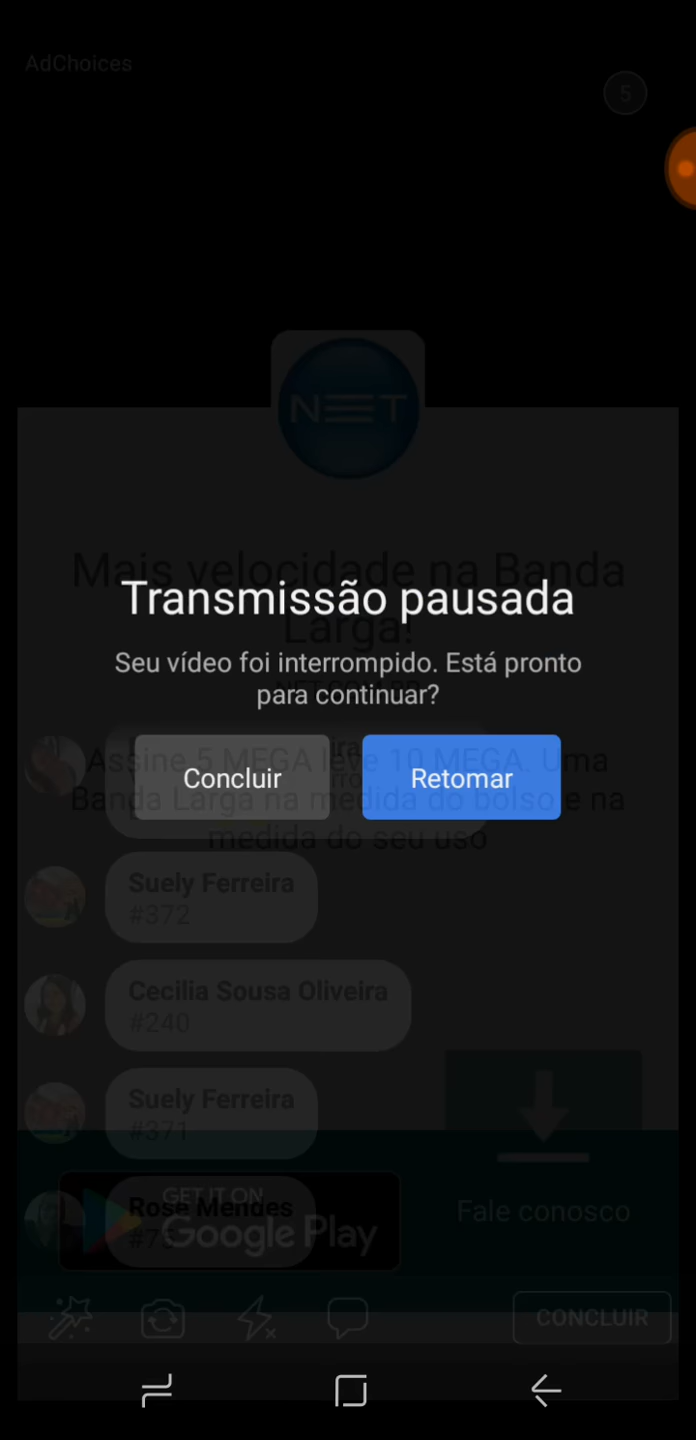 AdChoices
5
NET
Mais velocidade na Banda
Larga!
Transmissão pausada
Seu vídeo foi interrompido. Está pronto
para continuar?
Assine 5 MEGA leve 10 MEGA. Uma
Banda Larga na medida do bolso e na
medida do seu uso
Concluir
Retomar
Suely Ferreira
#372
Cecilia Sousa Oliveira
#240
Suely Ferreira
#371
Rose Mendes
GET IT ON
Google Play
Fale conosco
CONCLUIR